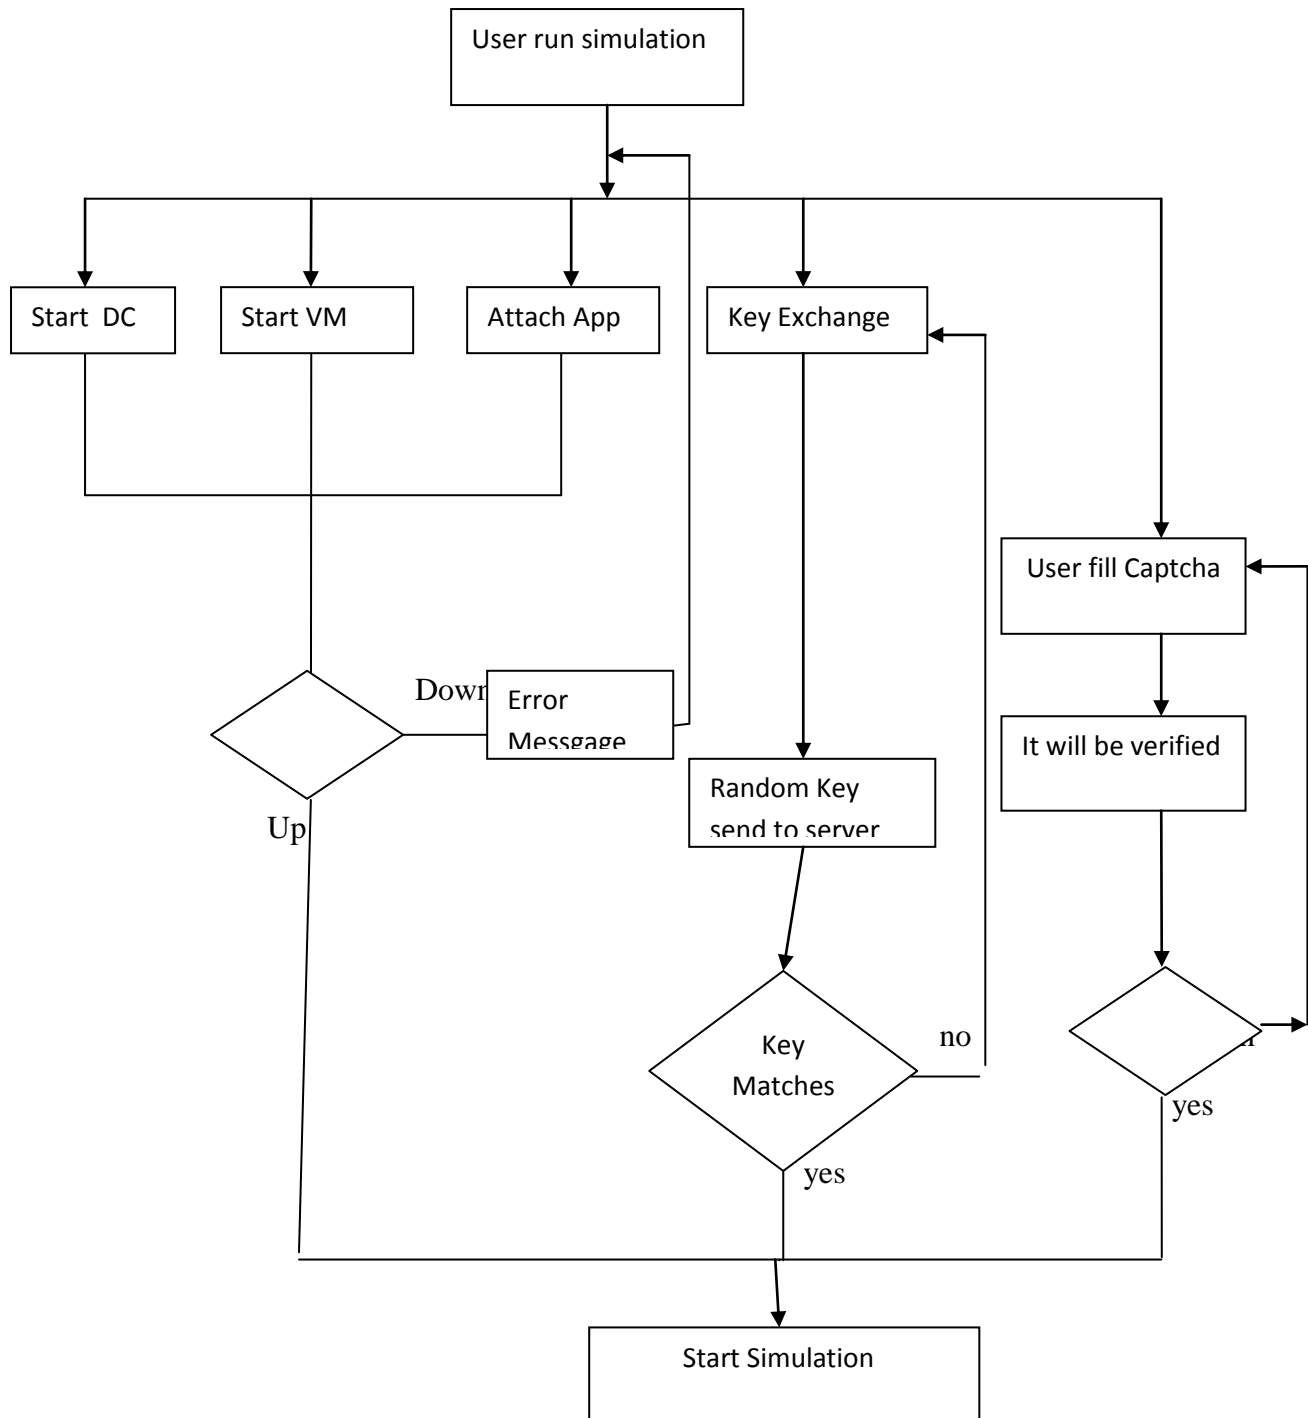 User run simulation
Start  DC
Start VM
Attach App
Key Exchange
User fill Captcha
Down
Error
Messgage
It will be verified
Random Key
send to server
Up
Key
Matches
no
yes
yes
Start Simulation